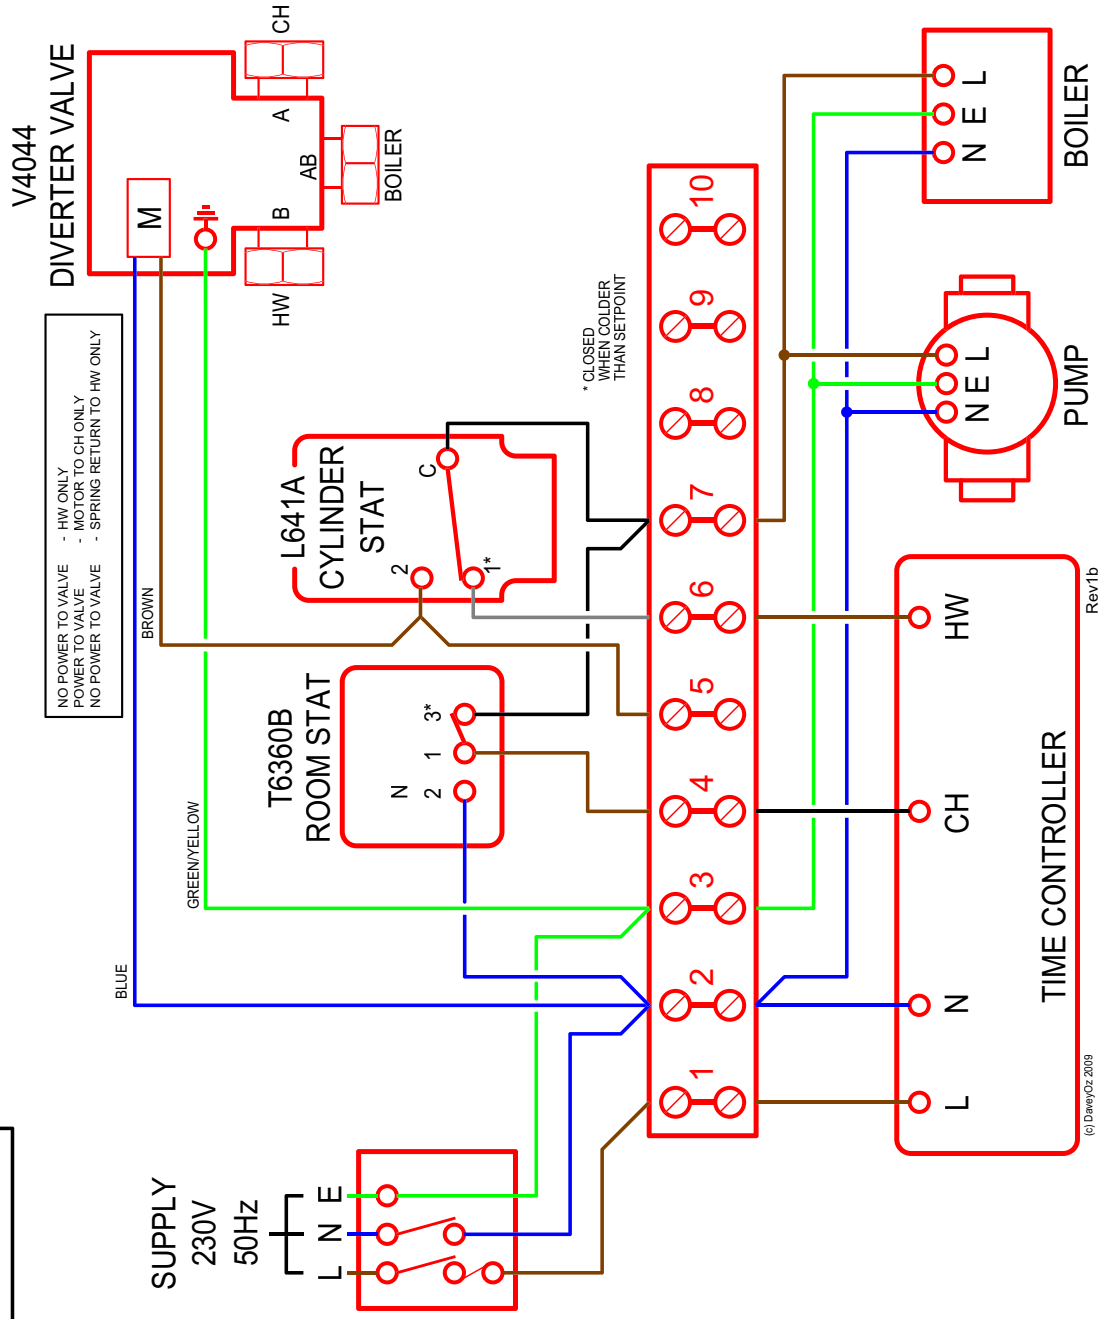 V4044
DIVERTER VALVE
M
CH
A
AB
BOILER
B
HW
NO POWER TO VALVE - HW ONLY
POWER TO VALVE - MOTOR TO CH ONLY
NO POWER TO VALVE - SPRING RETURN TO HW ONLY
BLUE
BROWN
GREEN/YELLOW
L641A
CYLINDER
STAT
C
2
1*
* CLOSED
WHEN COLDER
THAN SETPOINT
T6360B
ROOM STAT
N
2
1
3*
SUPPLY
230V
50Hz
L N E
1 2 3 4 5 6 7 8 9 10
BOILER
N E L
PUMP
N E L
L N CH HW
TIME CONTROLLER
(c) DaveyOz 2009
Rev1b